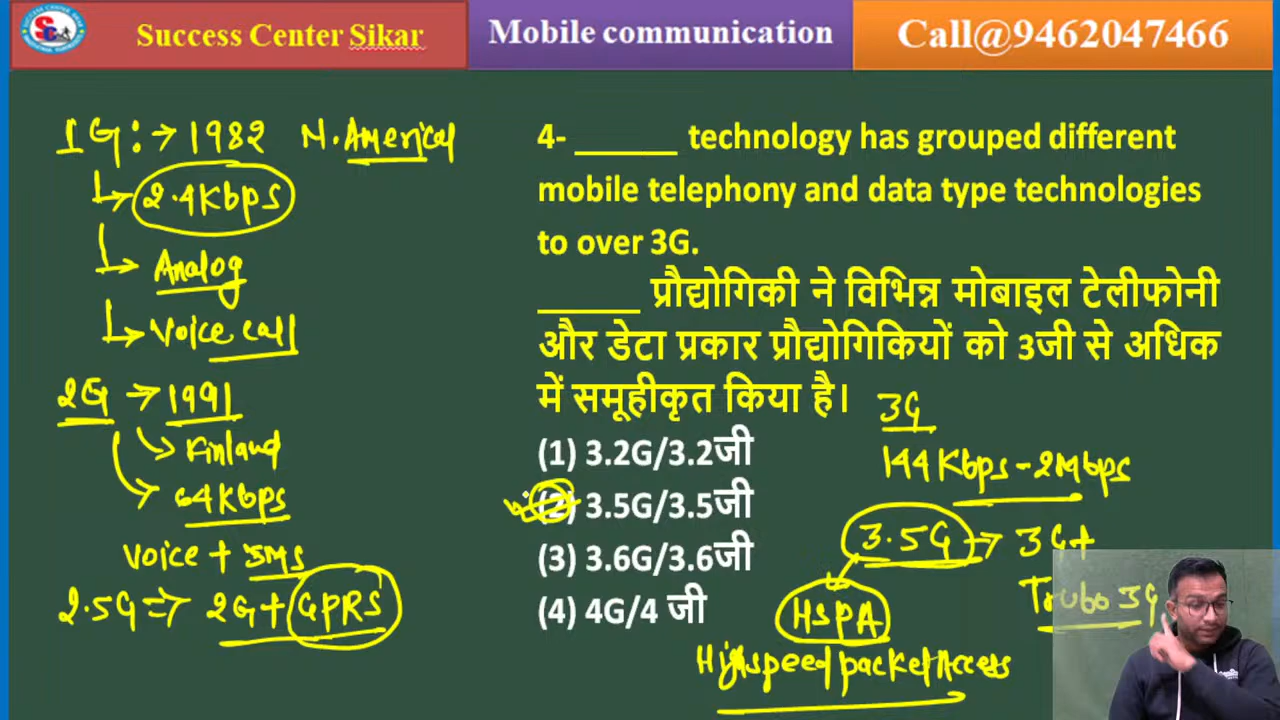 Success Center Sikar
Mobile communication
Call@9462047466
1G: → 1982 N. American
2.4Kbps
Analog
Voice call
2G → 1991
Finland
64Kbps
Voice + SMS
2.5G ⇒ 2G + GPRS
4- ______ technology has grouped different
mobile telephony and data type technologies
to over 3G.
______ प्रौद्योगिकी ने विभिन्न मोबाइल टेलीफोनी
और डेटा प्रकार प्रौद्योगिकियों को 3जी से अधिक
में समूहीकृत किया है।
(1) 3.2G/3.2जी
(2) 3.5G/3.5जी
(3) 3.6G/3.6जी
(4) 4G/4 जी
3G
144Kbps - 2Mbps
3.5G → 3G+
Trubo 3G
HSPA
High speed packet Access